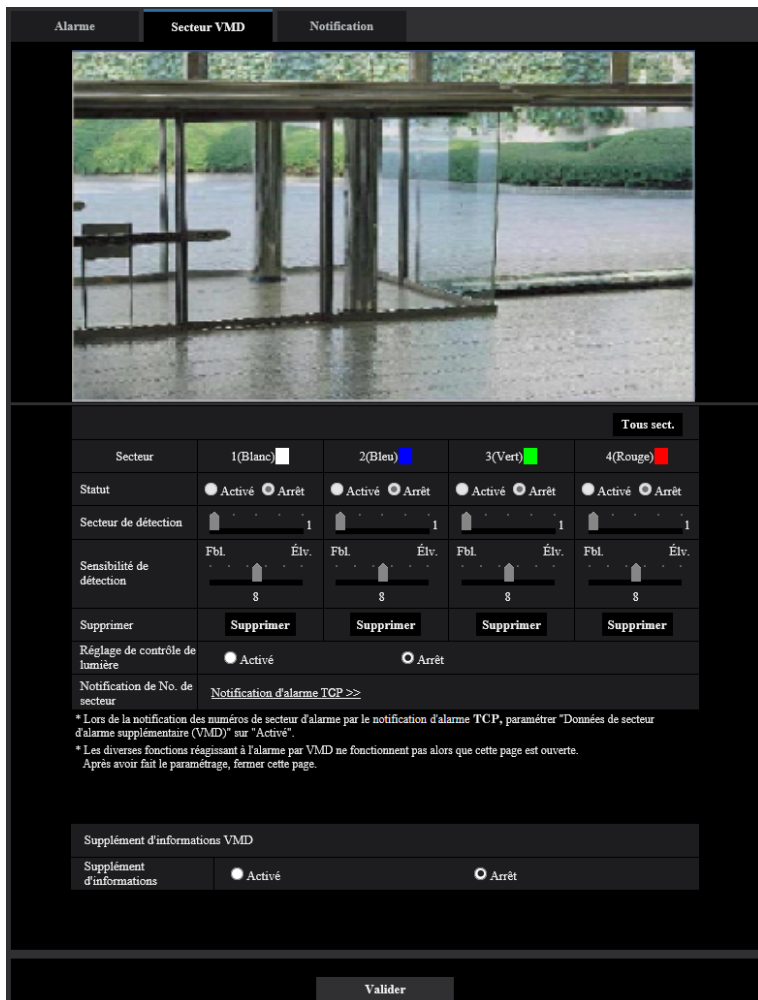 Alarme Secteur VMD Notification
Tous sect.
Secteur 1(Blanc) 2(Bleu) 3(Vert) 4(Rouge)
Statut Activé Arrêt Activé Arrêt Activé Arrêt Activé Arrêt
Secteur de détection 1 1 1 1
Sensibilité de détection Fbl. Élv. Fbl. Élv. Fbl. Élv. Fbl. Élv.
8 8 8 8
Supprimer Supprimer Supprimer Supprimer Supprimer
Réglage de contrôle de lumière Activé Arrêt
Notification de No. de secteur Notification d'alarme TCP >>
* Lors de la notification des numéros de secteur d'alarme par le notification d'alarme TCP, paramétrer "Données de secteur
d'alarme supplémentaire (VMD)" sur "Activé".
* Les diverses fonctions réagissant à l'alarme par VMD ne fonctionnent pas alors que cette page est ouverte.
Après avoir fait le paramétrage, fermer cette page.
Supplément d'informations VMD
Supplément d'informations Activé Arrêt
Valider